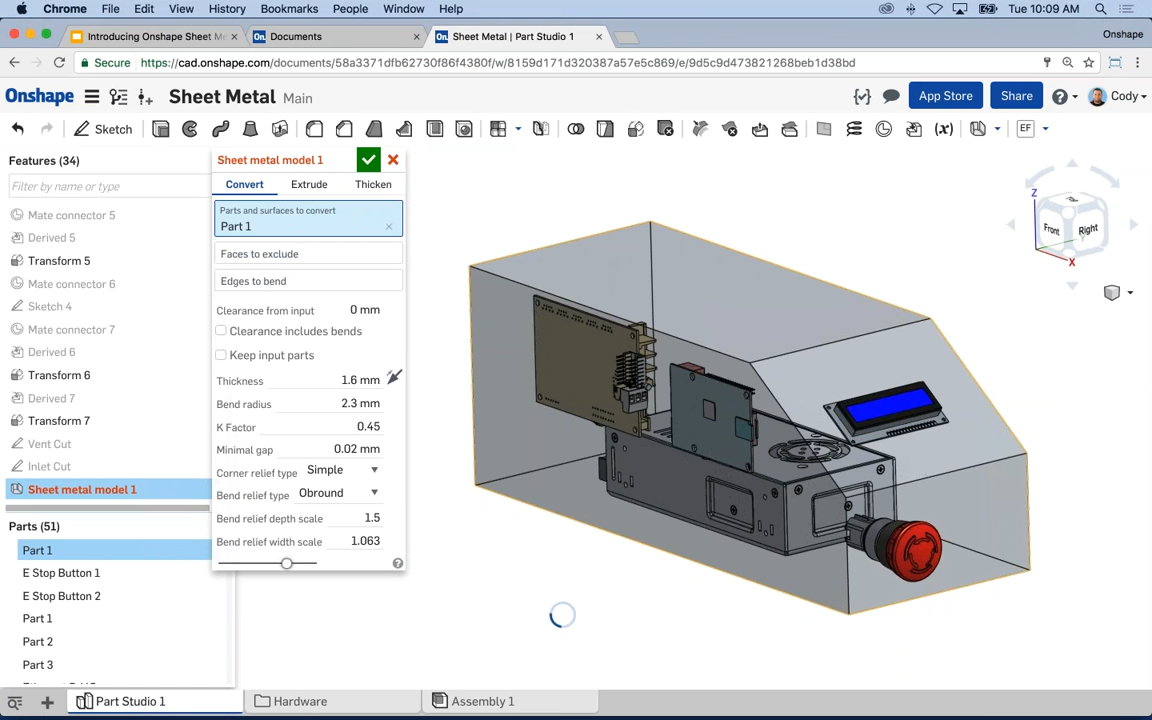 Chrome File Edit View History Bookmarks People Window Help Tue 10:09 AM
Introducing Onshape Sheet Me
Documents
Sheet Metal | Part Studio 1
Onshape
Secure https://cad.onshape.com/documents/58a3371dfb62730f86f4380f/w/8159d171d320387a57e5c869/e/9d5c9d473821268beb1d38bd
Onshape Sheet Metal Main App Store Share Cody
Sketch (x) EF
Features (34)
Filter by name or type
Mate connector 5
Derived 5
Transform 5
Mate connector 6
Sketch 4
Mate connector 7
Derived 6
Transform 6
Derived 7
Transform 7
Vent Cut
Inlet Cut
Sheet metal model 1
Parts (51)
Part 1
E Stop Button 1
E Stop Button 2
Part 1
Part 2
Part 3
Sheet metal model 1
Convert Extrude Thicken
Parts and surfaces to convert
Part 1
Faces to exclude
Edges to bend
Clearance from input 0 mm
Clearance includes bends
Keep input parts
Thickness 1.6 mm
Bend radius 2.3 mm
K Factor 0.45
Minimal gap 0.02 mm
Corner relief type Simple
Bend relief type Obround
Bend relief depth scale 1.5
Bend relief width scale 1.063
Z
Front Right
Y
X
Part Studio 1 Hardware Assembly 1